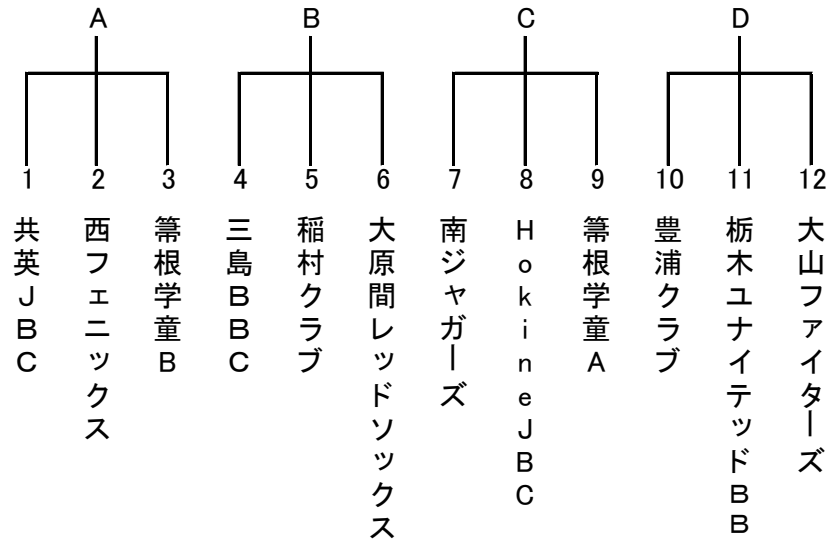 A
B
C
D
1
2
3
4
5
6
7
8
9
10
11
12
共英JBC
西フェニックス
箒根学童B
三島BBC
稲村クラブ
大原間レッドソックス
南ジャガーズ
HokineJBC
箒根学童A
豊浦クラブ
栃木ユナイテッドBB
大山ファイターズ